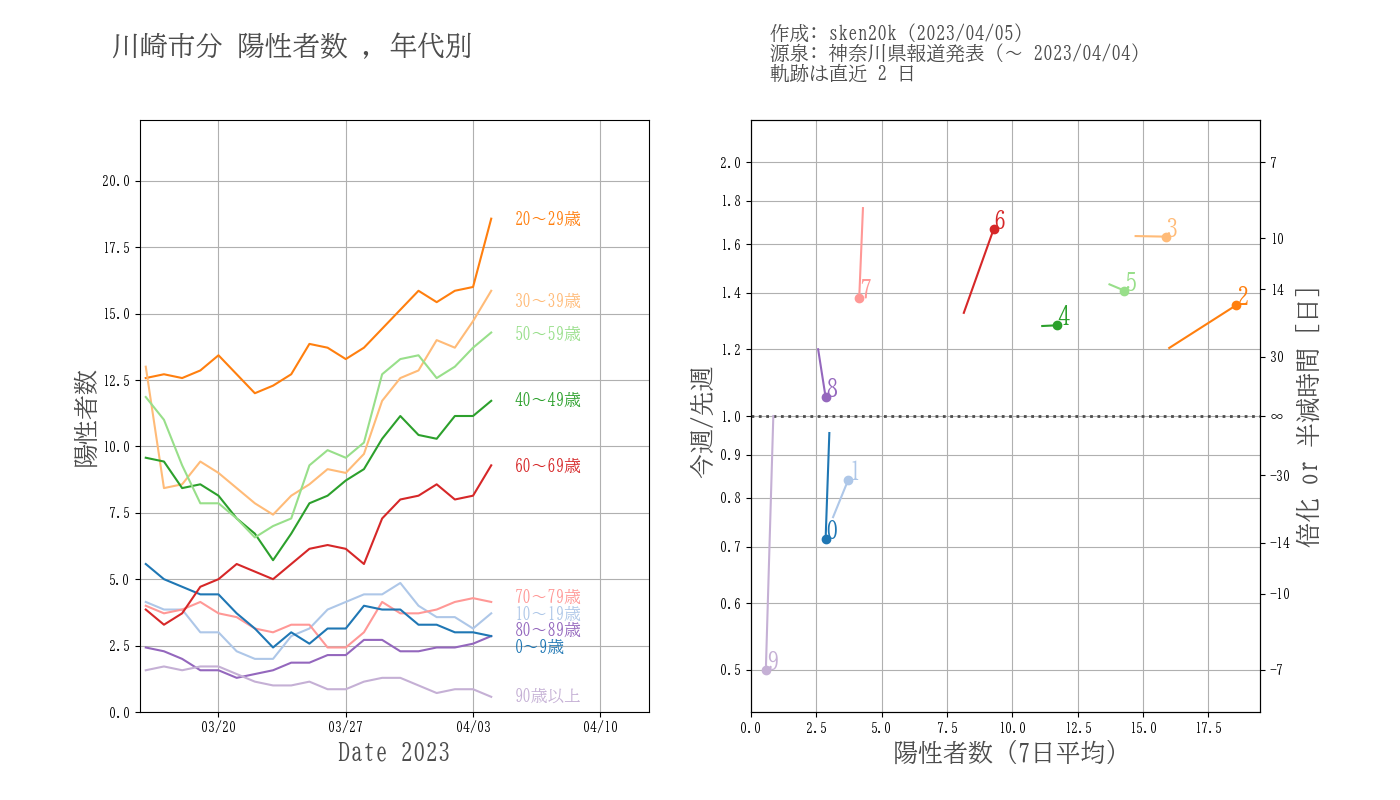 川崎市分 陽性者数 , 年代別
作成: sken20k (2023/04/05)
源泉: 神奈川県報道発表 (～ 2023/04/04)
軌跡は直近 2 日
陽性者数
20.0
17.5
15.0
12.5
10.0
7.5
5.0
2.5
0.0
20～29歳
30～39歳
50～59歳
40～49歳
60～69歳
70～79歳
10～19歳
80～89歳
0～9歳
90歳以上
03/20
03/27
04/03
04/10
Date 2023
今週/先週
2.0
1.8
1.6
1.4
1.2
1.0
0.9
0.8
0.7
0.6
0.5
6
3
7
5
2
4
8
1
0
9
7
10
14
30
∞
−30
−14
−10
−7
倍化 or 半減時間 [日]
0.0
2.5
5.0
7.5
10.0
12.5
15.0
17.5
陽性者数 (7日平均)